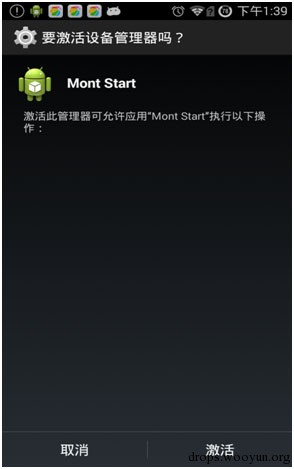 下午1:39
要激活设备管理器吗？
Mont Start
激活此管理器可允许应用“Mont Start”执行以下操
作：
取消
激活
drops.wooyun.org